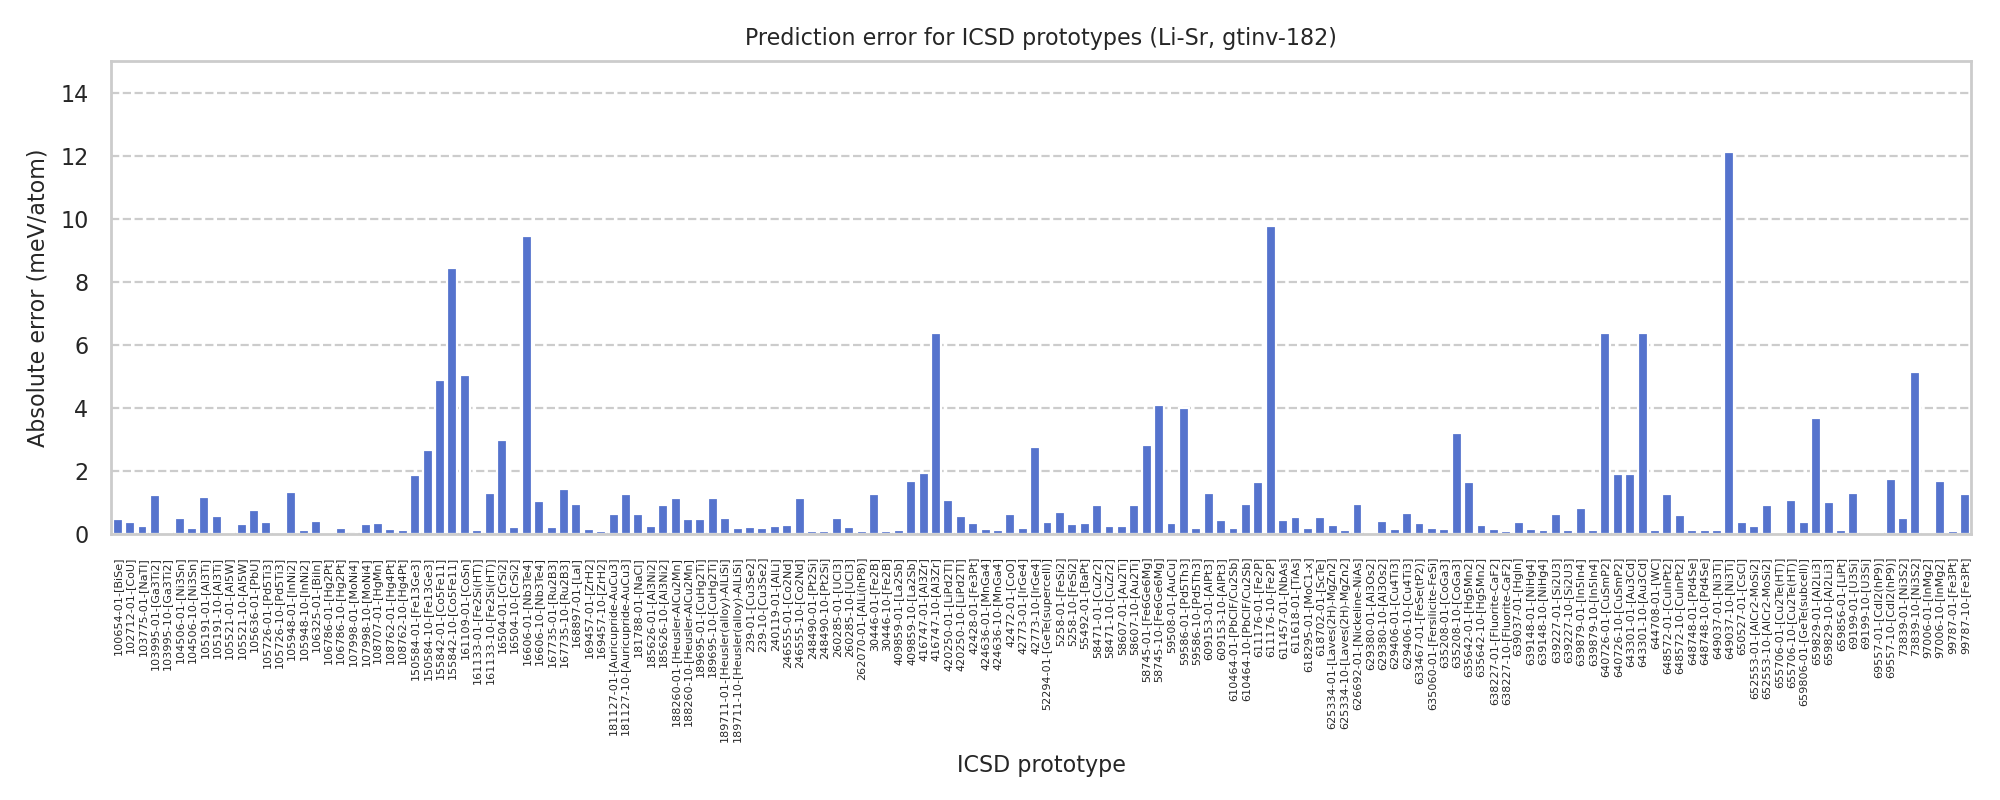 Prediction error for ICSD prototypes (Li-Sr, gtinv-182)
Absolute error (meV/atom)
14
12
10
8
6
4
2
0
100654-01-[BiSe]
102712-01-[CoU]
103775-01-[NaTl]
103995-01-[Ga3Ti2]
103995-10-[Ga3Ti2]
104506-01-[Ni3Sn]
104506-10-[Ni3Sn]
105191-01-[Al3Ti]
105191-10-[Al3Ti]
105521-01-[Al5W]
105521-10-[Al5W]
105636-01-[PbU]
105726-01-[Pd5Ti3]
105726-10-[Pd5Ti3]
105948-01-[InNi2]
105948-10-[InNi2]
106325-01-[BiIn]
106786-01-[Hg2Pt]
106786-10-[Hg2Pt]
107998-01-[MoNi4]
107998-10-[MoNi4]
108707-01-[HgMn]
108762-01-[Hg4Pt]
108762-10-[Hg4Pt]
150584-01-[Fe13Ge3]
150584-10-[Fe13Ge3]
155842-01-[Co5Fe11]
155842-10-[Co5Fe11]
161109-01-[CoSn]
161133-01-[Fe2Si(HT)]
161133-10-[Fe2Si(HT)]
16504-01-[CrSi2]
16504-10-[CrSi2]
16606-01-[Nb3Te4]
16606-10-[Nb3Te4]
167735-01-[Ru2B3]
167735-10-[Ru2B3]
168897-01-[LaI]
169457-01-[ZrH2]
169457-10-[ZrH2]
181127-01-[Auricupride-AuCu3]
181127-10-[Auricupride-AuCu3]
181788-01-[NaCl]
185626-01-[Al3Ni2]
185626-10-[Al3Ni2]
188260-01-[Heusler-AlCu2Mn]
188260-10-[Heusler-AlCu2Mn]
189695-01-[CuHg2Ti]
189695-10-[CuHg2Ti]
189711-01-[Heusler(alloy)-AlLiSi]
189711-10-[Heusler(alloy)-AlLiSi]
239-01-[Cu3Se2]
239-10-[Cu3Se2]
240119-01-[AlLi]
246555-01-[Co2Nd]
246555-10-[Co2Nd]
248490-01-[Pt2Si]
248490-10-[Pt2Si]
260285-01-[UCl3]
260285-10-[UCl3]
262070-01-[AlLi(hP8)]
30446-01-[Fe2B]
30446-10-[Fe2B]
409859-01-[La2Sb]
409859-10-[La2Sb]
416747-01-[Al3Zr]
416747-10-[Al3Zr]
420250-01-[LiPd2Tl]
420250-10-[LiPd2Tl]
42428-01-[Fe3Pt]
424636-01-[MnGa4]
424636-10-[MnGa4]
42472-01-[CoO]
42773-01-[IrGe4]
42773-10-[IrGe4]
52294-01-[GeTe(supercell)]
5258-01-[FeSi2]
5258-10-[FeSi2]
55492-01-[BaPt]
58471-01-[CuZr2]
58471-10-[CuZr2]
58607-01-[Au2Ti]
58607-10-[Au2Ti]
58745-01-[Fe6Ge6Mg]
58745-10-[Fe6Ge6Mg]
59508-01-[AuCu]
59586-01-[Pd5Th3]
59586-10-[Pd5Th3]
609153-01-[AlPt3]
609153-10-[AlPt3]
610464-01-[PbClF/Cu2Sb]
610464-10-[PbClF/Cu2Sb]
611176-01-[Fe2P]
611176-10-[Fe2P]
611457-01-[NbAs]
611618-01-[TiAs]
618295-01-[MoC1-x]
618702-01-[ScTe]
625334-01-[Laves(2H)-MgZn2]
625334-10-[Laves(2H)-MgZn2]
626692-01-[Nickeline-NiAs]
629380-01-[Al3Os2]
629380-10-[Al3Os2]
629406-01-[Cu4Ti3]
629406-10-[Cu4Ti3]
633467-01-[FeSe(tP2)]
635060-01-[Fersilicite-FeSi]
635208-01-[CoGa3]
635208-10-[CoGa3]
635642-01-[Hg5Mn2]
635642-10-[Hg5Mn2]
638227-01-[Fluorite-CaF2]
638227-10-[Fluorite-CaF2]
639037-01-[HgIn]
639148-01-[NiHg4]
639148-10-[NiHg4]
639227-01-[Si2U3]
639227-10-[Si2U3]
639879-01-[In5In4]
639879-10-[In5In4]
640726-01-[CuSmP2]
640726-10-[CuSmP2]
643301-01-[Au3Cd]
643301-10-[Au3Cd]
644708-01-[WC]
648572-01-[CuInPt2]
648572-10-[CuInPt2]
648748-01-[Pd4Se]
648748-10-[Pd4Se]
649037-01-[Ni3Ti]
649037-10-[Ni3Ti]
650527-01-[CsCl]
652553-01-[AlCr2-MoSi2]
652553-10-[AlCr2-MoSi2]
655706-01-[Cu2Te(HT)]
655706-10-[Cu2Te(HT)]
659806-01-[GeTe(subcell)]
659829-01-[Al2Li3]
659829-10-[Al2Li3]
659856-01-[LiPt]
69199-01-[U3Si]
69199-10-[U3Si]
69557-01-[CdI2(hP9)]
69557-10-[CdI2(hP9)]
73839-01-[Ni3S2]
73839-10-[Ni3S2]
97006-01-[InMg2]
97006-10-[InMg2]
99787-01-[Fe3Pt]
99787-10-[Fe3Pt]
ICSD prototype